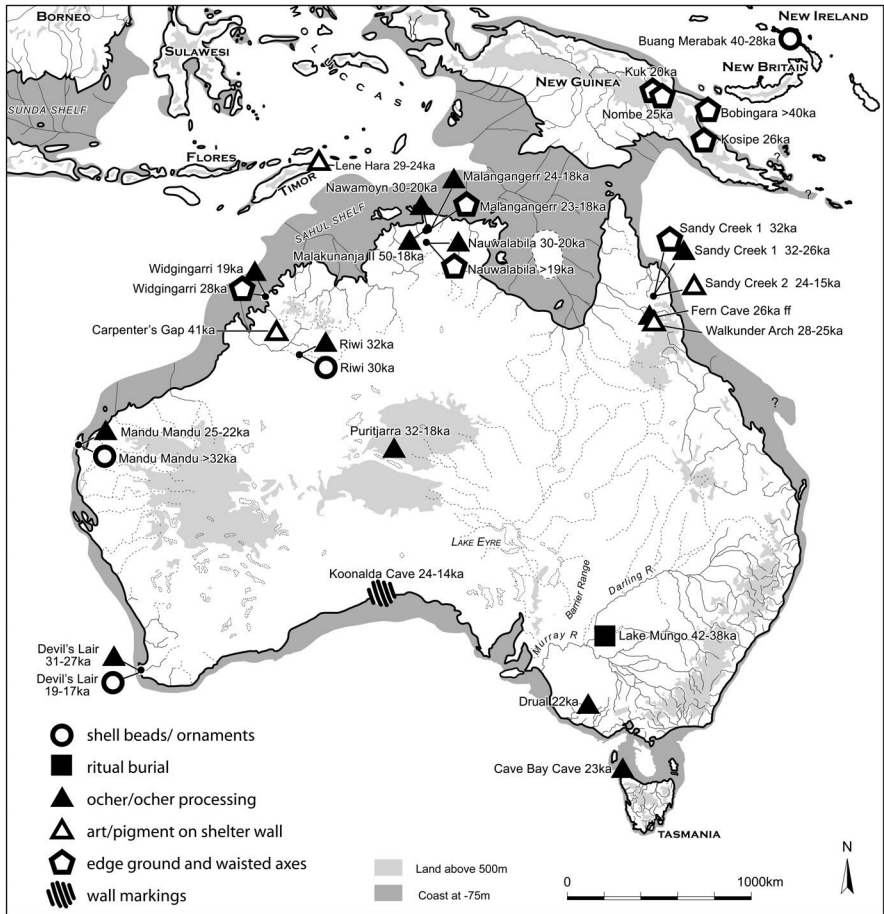 BORNEO
SULAWESI
MOLUCCAS
NEW IRELAND
Buang Merabak 40-28ka
NEW BRITAIN
NEW GUINEA
Kuk 20ka
Nombe 25ka
Bobingara >40ka
Kosipe 26ka
SUNDA SHELF
FLORES
TIMOR
Lene Hara 29-24ka
?
?
Malangangerr 24-18ka
Nawamoyn 30-20ka
Malangangerr 23-18ka
SAHUL SHELF
Malakunanja II 50-18ka
Nauwalabila 30-20ka
Nauwalabila >19ka
Sandy Creek 1 32ka
Sandy Creek 1 32-26ka
Sandy Creek 2 24-15ka
Fern Cave 26ka ff
Walkunder Arch 28-25ka
Widgingarri 19ka
Widgingarri 28ka
Carpenter's Gap 41ka
Riwi 32ka
Riwi 30ka
?
Mandu Mandu 25-22ka
Mandu Mandu >32ka
Puritjarra 32-18ka
LAKE EYRE
Koonalda Cave 24-14ka
Barrier Range
Darling R.
Murray R
Lake Mungo 42-38ka
Devil's Lair
31-27ka
Devil's Lair
19-17ka
Drual 22ka
Cave Bay Cave 23ka
TASMANIA
shell beads/ ornaments
ritual burial
ocher/ocher processing
art/pigment on shelter wall
edge ground and waisted axes
wall markings
Land above 500m
Coast at -75m
0
1000km
N